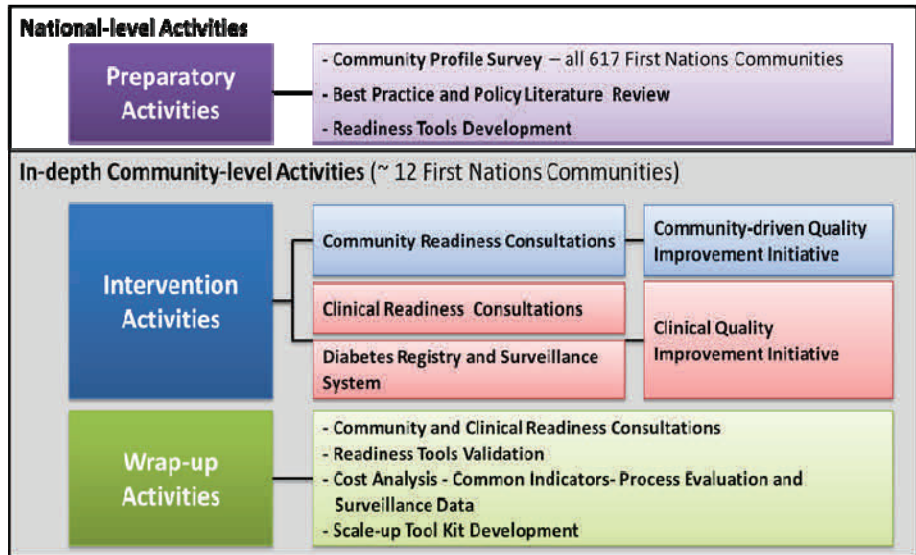 National-level Activities
Preparatory
Activities
- Community Profile Survey – all 617 First Nations Communities
- Best Practice and Policy Literature Review
- Readiness Tools Development
In-depth Community-level Activities (~ 12 First Nations Communities)
Intervention
Activities
Community Readiness Consultations
Community-driven Quality
Improvement Initiative
Clinical Readiness Consultations
Diabetes Registry and Surveillance
System
Clinical Quality
Improvement Initiative
Wrap-up
Activities
- Community and Clinical Readiness Consultations
- Readiness Tools Validation
- Cost Analysis - Common Indicators- Process Evaluation and
Surveillance Data
- Scale-up Tool Kit Development